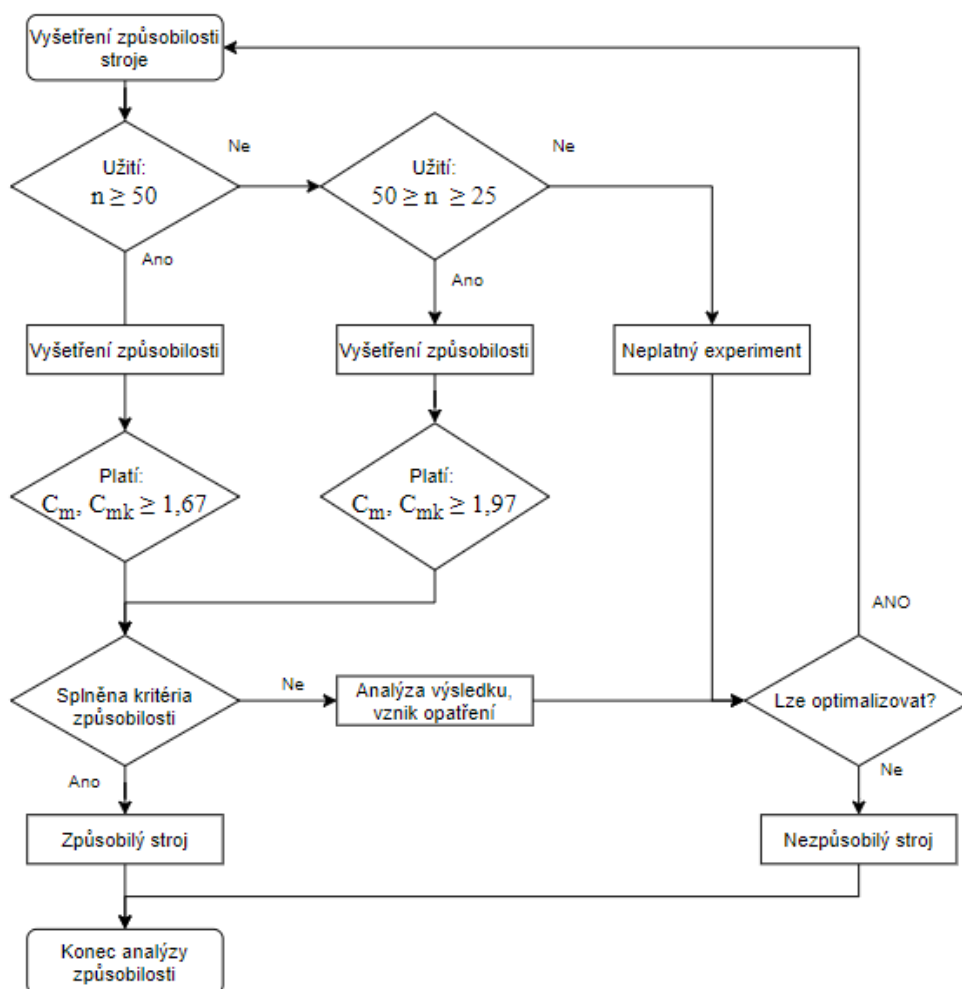 Vyšetření způsobilosti
stroje
Ne
Ne
Užití:
n ≥ 50
Užití:
50 ≥ n ≥ 25
Ano
Ano
Vyšetření způsobilosti
Vyšetření způsobilosti
Neplatný experiment
Platí:
Cm, Cmk ≥ 1,67
Platí:
Cm, Cmk ≥ 1,97
ANO
Splněna kritéria
způsobilosti
Ne
Analýza výsledku,
vznik opatření
Lze optimalizovat?
Ano
Ne
Způsobilý stroj
Nezpůsobilý stroj
Konec analýzy
způsobilosti